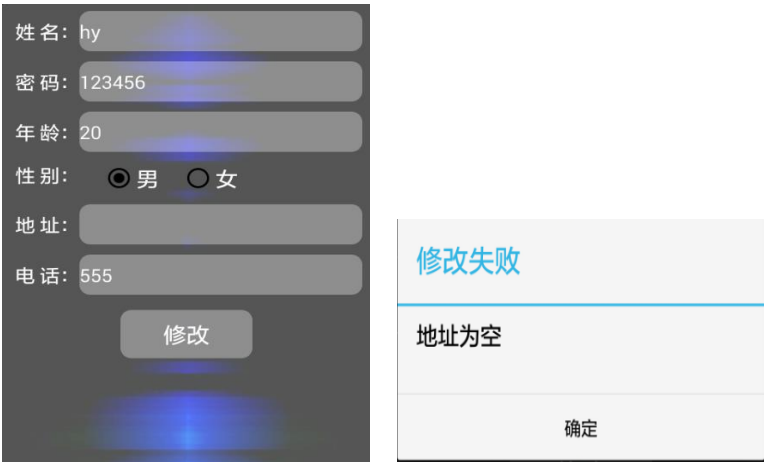 姓 名： hy
密 码： 123456
年 龄： 20
性 别： 男 女
地 址：
电 话： 555
修改
修改失败
地址为空
确定